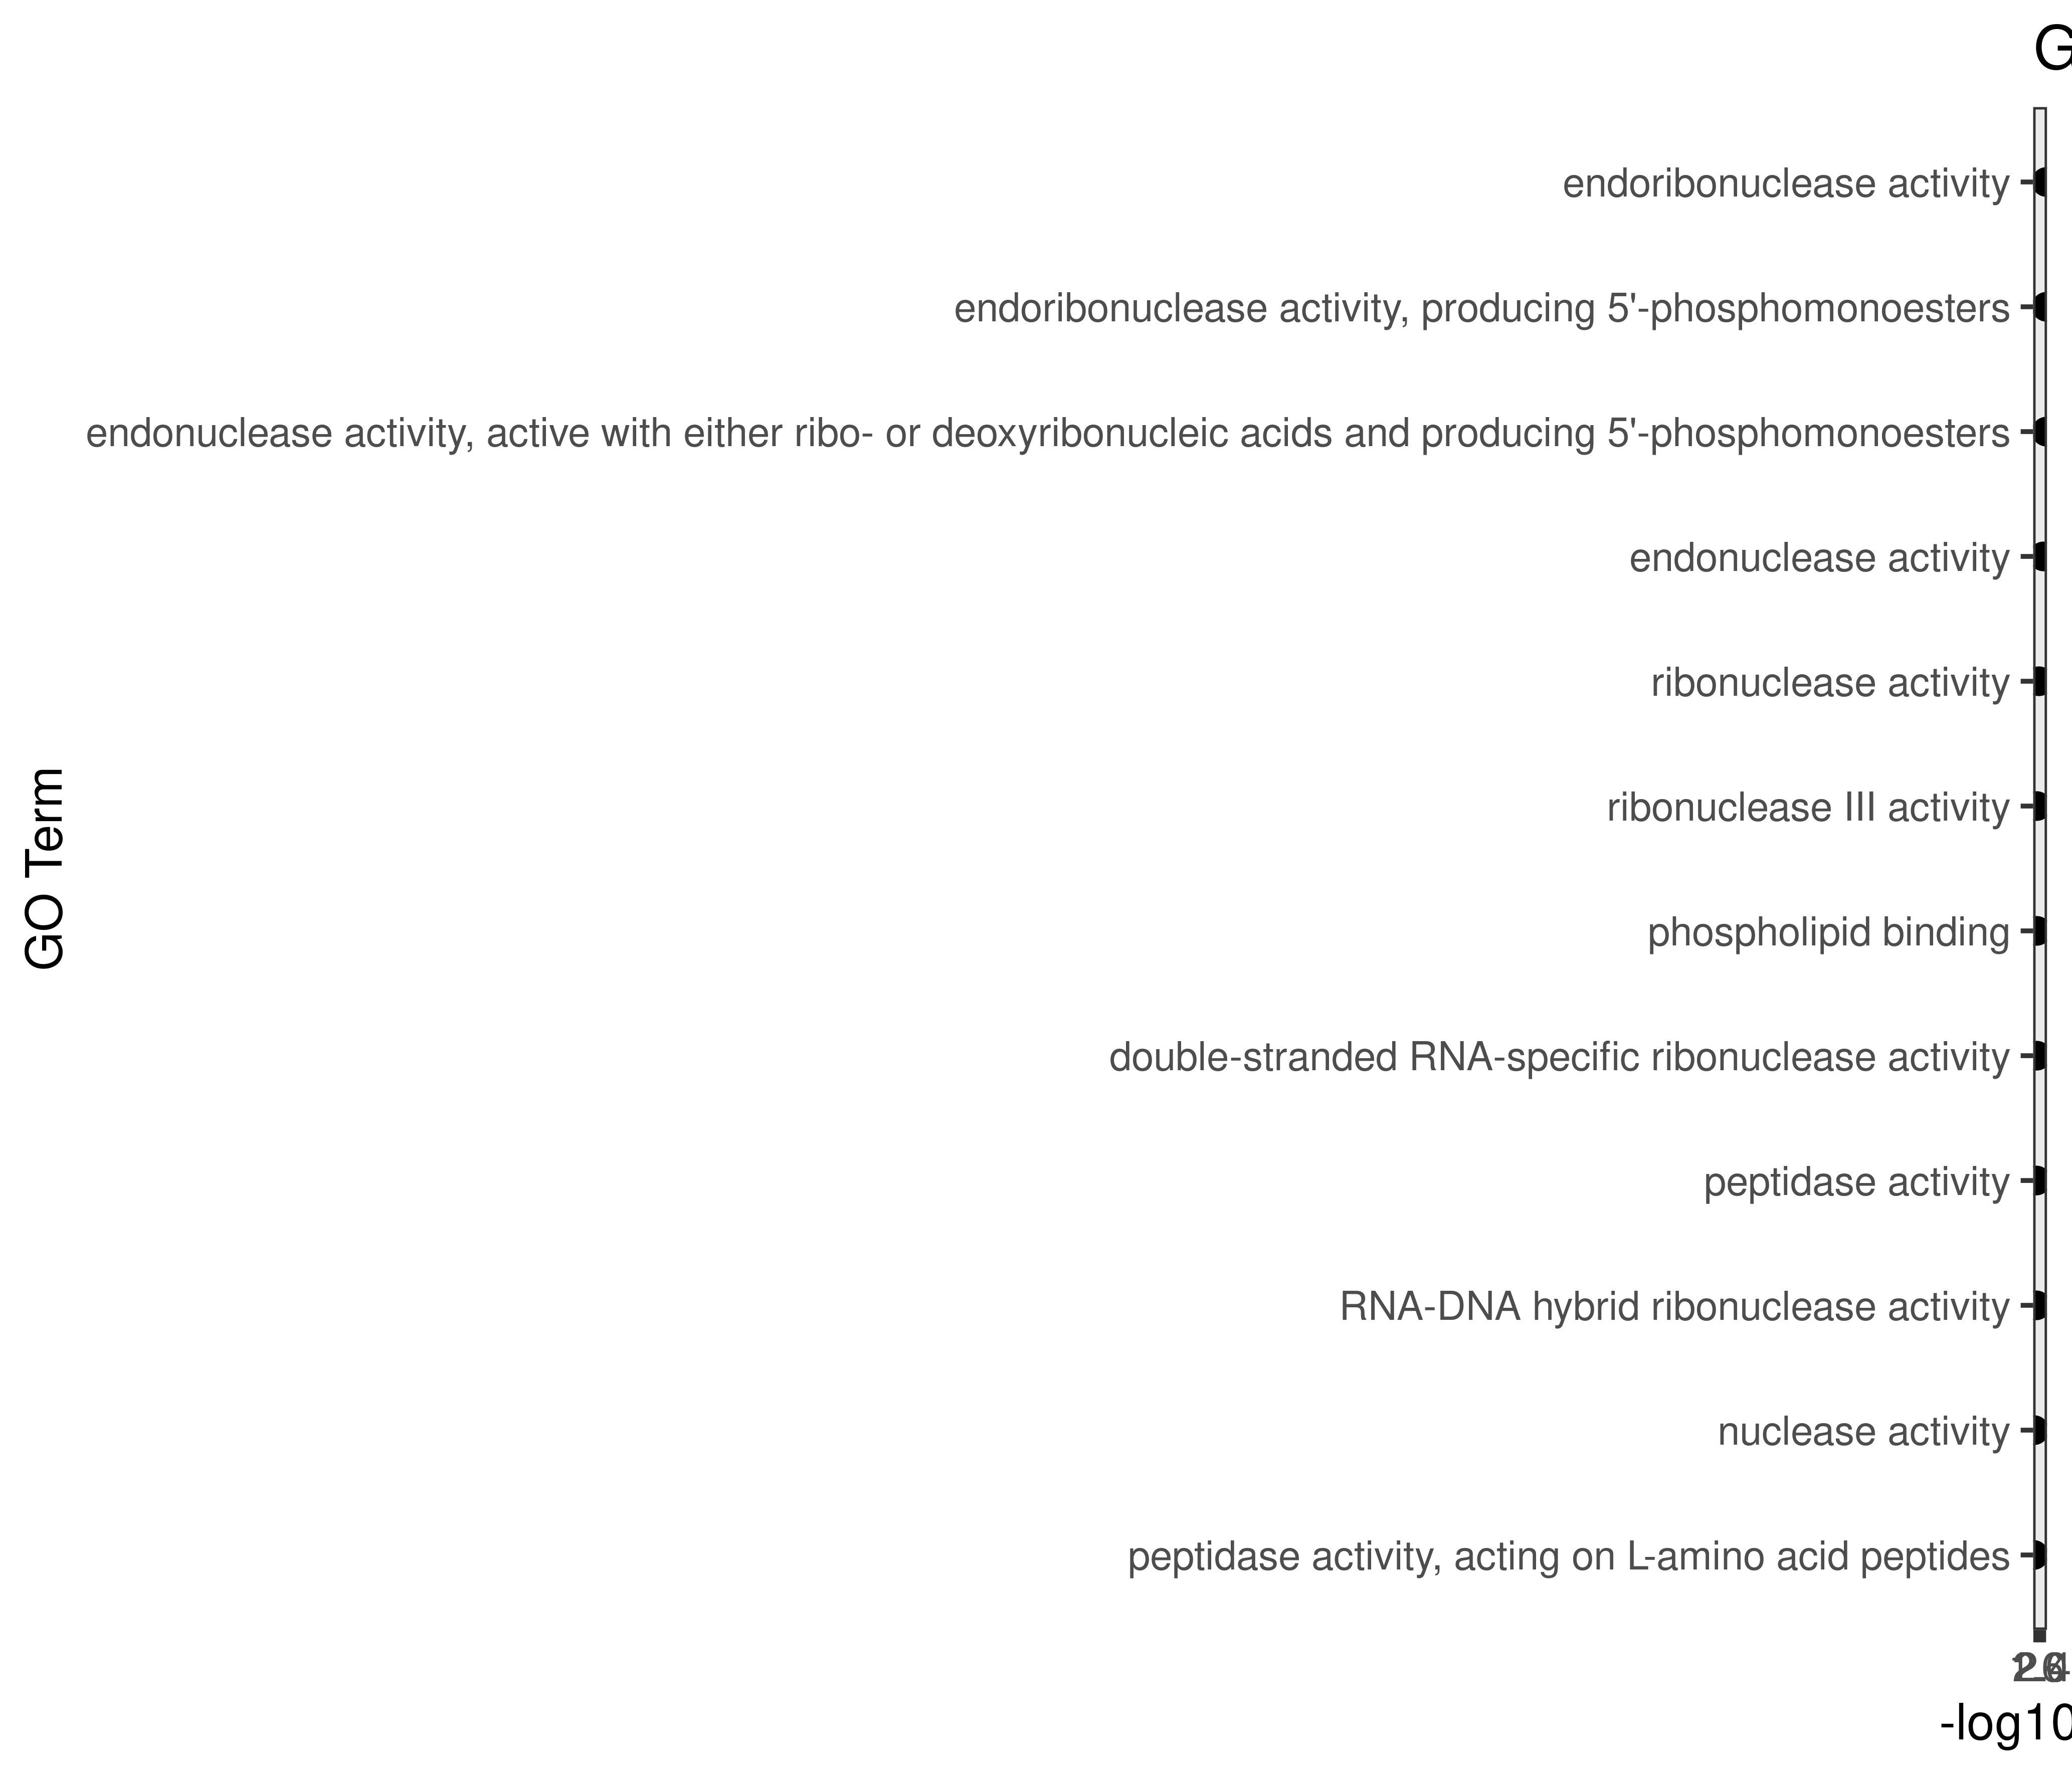 G
endoribonuclease activity
endoribonuclease activity, producing 5'-phosphomonoesters
endonuclease activity, active with either ribo- or deoxyribonucleic acids and producing 5'-phosphomonoesters
endonuclease activity
ribonuclease activity
ribonuclease III activity
phospholipid binding
double-stranded RNA-specific ribonuclease activity
peptidase activity
RNA-DNA hybrid ribonuclease activity
nuclease activity
peptidase activity, acting on L-amino acid peptides
GO Term
-log10